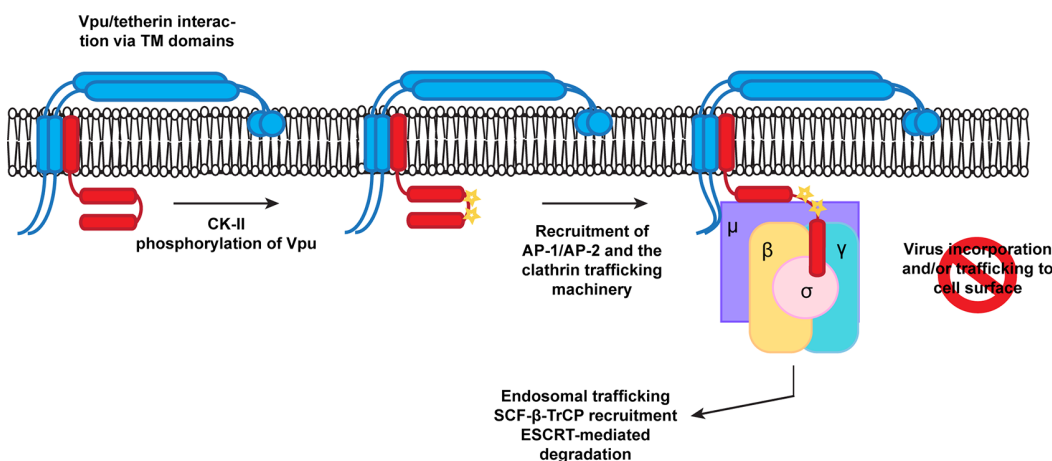 Vpu/tetherin interac-
tion via TM domains
CK-II
phosphorylation of Vpu
Recruitment of
AP-1/AP-2 and the
clathrin trafficking
machinery
μ
β
γ
σ
Virus incorporation
and/or trafficking to
cell surface
Endosomal trafficking
SCF-β-TrCP recruitment
ESCRT-mediated
degradation